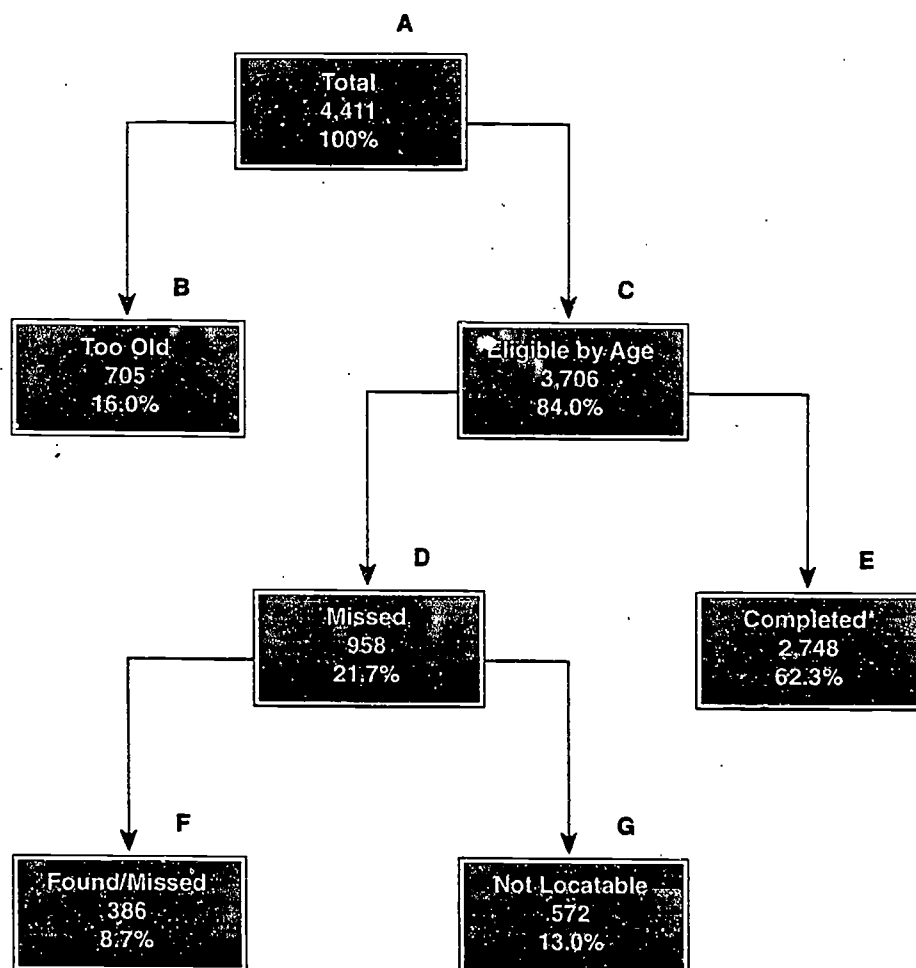 A
Total
4,411
100%
B
Too Old
705
16.0%
C
Eligible by Age
3,706
84.0%
D
Missed
958
21.7%
E
Completed*
2,748
62.3%
F
Found/Missed
386
8.7%
G
Not Locatable
572
13.0%